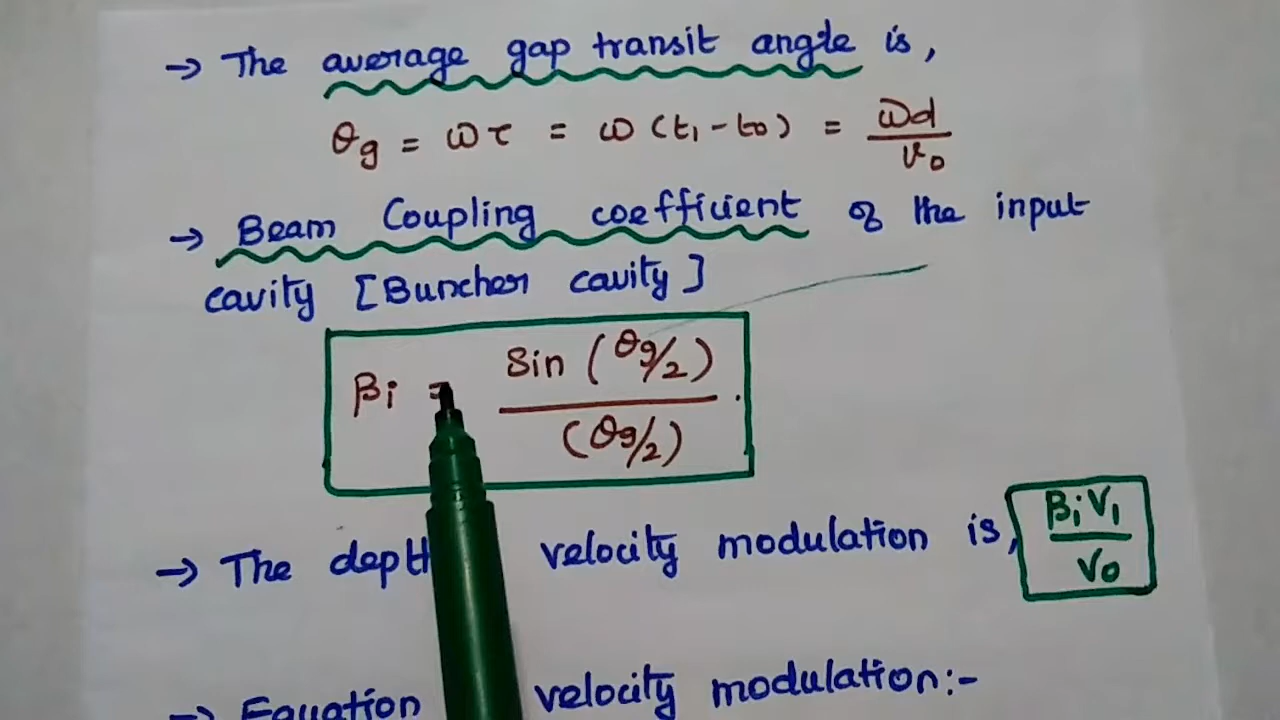 → The average gap transit angle is,
θg = ωτ = ω (t₁ - t₀) = ωd / v₀
→ Beam Coupling coefficient of the input
cavity [Buncher cavity]
βi = Sin (θg/2) / (θg/2) .
→ The depth velocity modulation is, βiV₁ / V₀
→ Equation velocity modulation:-